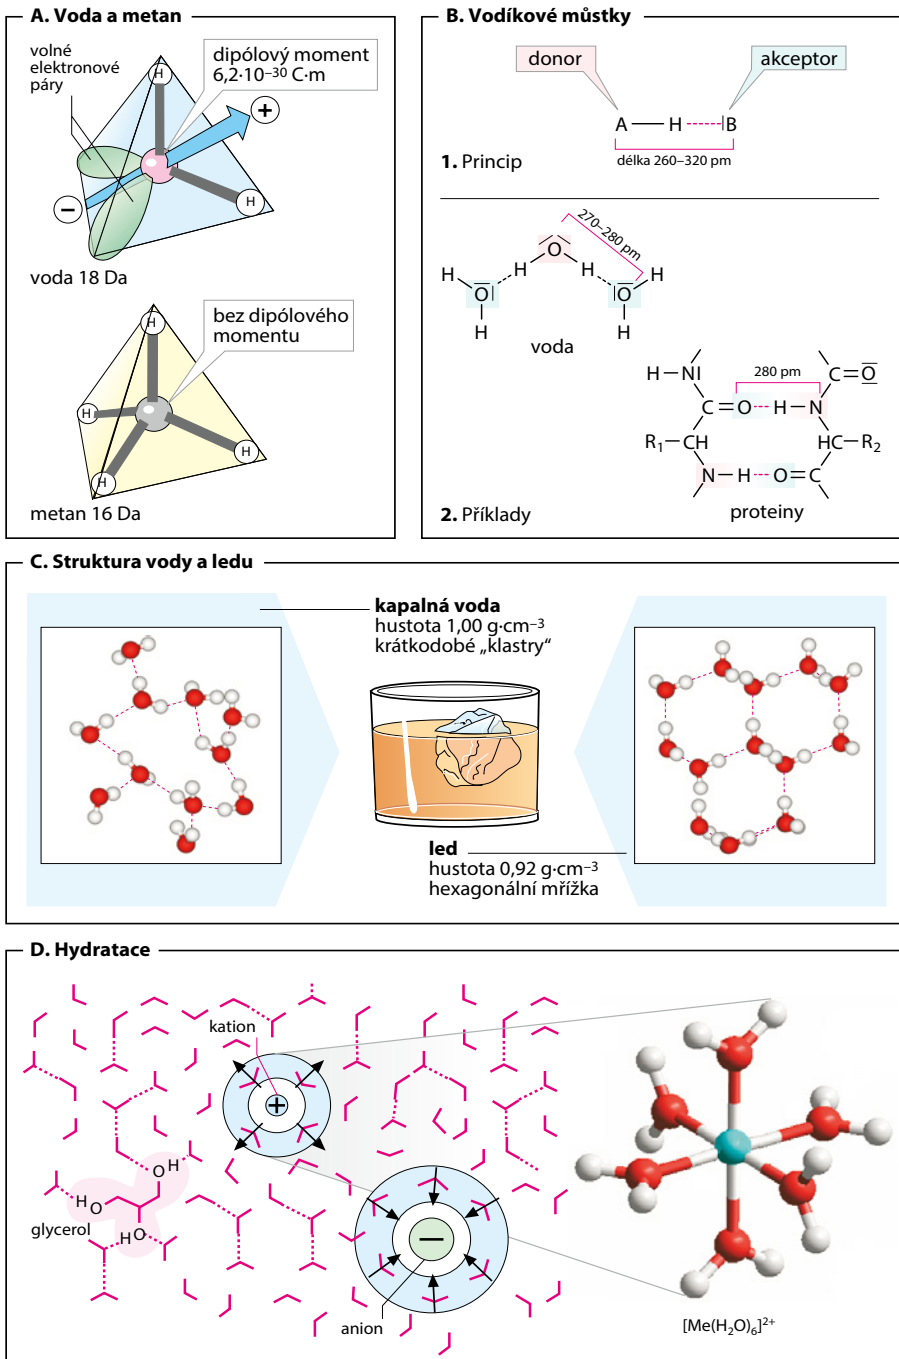 A. Voda a metan
volné
elektronové
páry
dipólový moment
6,2·10⁻³⁰ C·m
H
+
H
−
voda 18 Da
bez dipólového
momentu
H
H
H
H
metan 16 Da
B. Vodíkové můstky
donor
akceptor
A — H ----- |B
délka 260–320 pm
1. Princip
270–280 pm
O
H H
H O
O H
H
H
voda
H—N
C=O
280 pm
C=O --- H—N
R₁—CH
HC—R₂
N—H --- O=C
proteiny
2. Příklady
C. Struktura vody a ledu
kapalná voda
hustota 1,00 g·cm⁻³
krátkodobé „klastry“
led
hustota 0,92 g·cm⁻³
hexagonální mřížka
D. Hydratace
kation
+
O H
H O
HO
glycerol
−
anion
[Me(H₂O)₆]²⁺